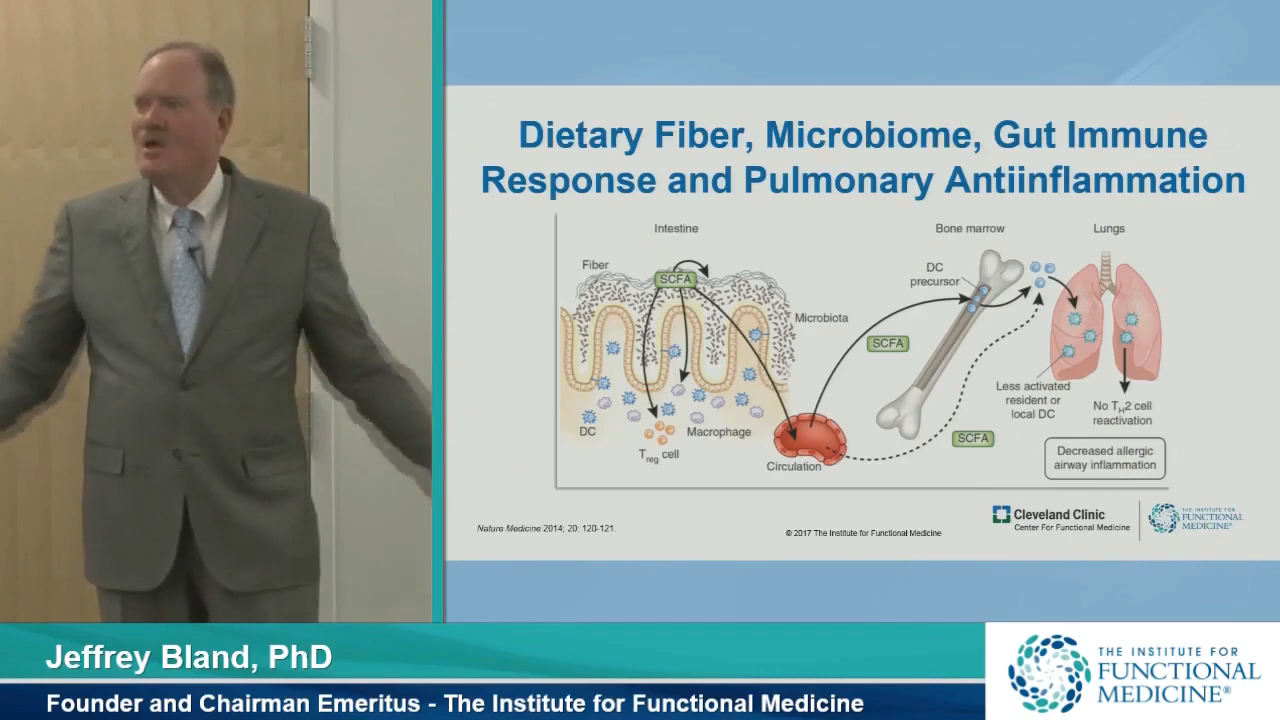 Dietary Fiber, Microbiome, Gut Immune
Response and Pulmonary Antiinflammation
Intestine
Bone marrow
Lungs
Fiber
SCFA
DC
precursor
Microbiota
SCFA
Less activated
resident or
local DC
No TH2 cell
reactivation
DC
Macrophage
Treg cell
Circulation
SCFA
Decreased allergic
airway inflammation
Nature Medicine 2014; 20: 120-121.
© 2017 The Institute for Functional Medicine
Cleveland Clinic
Center For Functional Medicine
THE INSTITUTE FOR
FUNCTIONAL
MEDICINE®
Jeffrey Bland, PhD
Founder and Chairman Emeritus - The Institute for Functional Medicine
THE INSTITUTE FOR
FUNCTIONAL
MEDICINE®